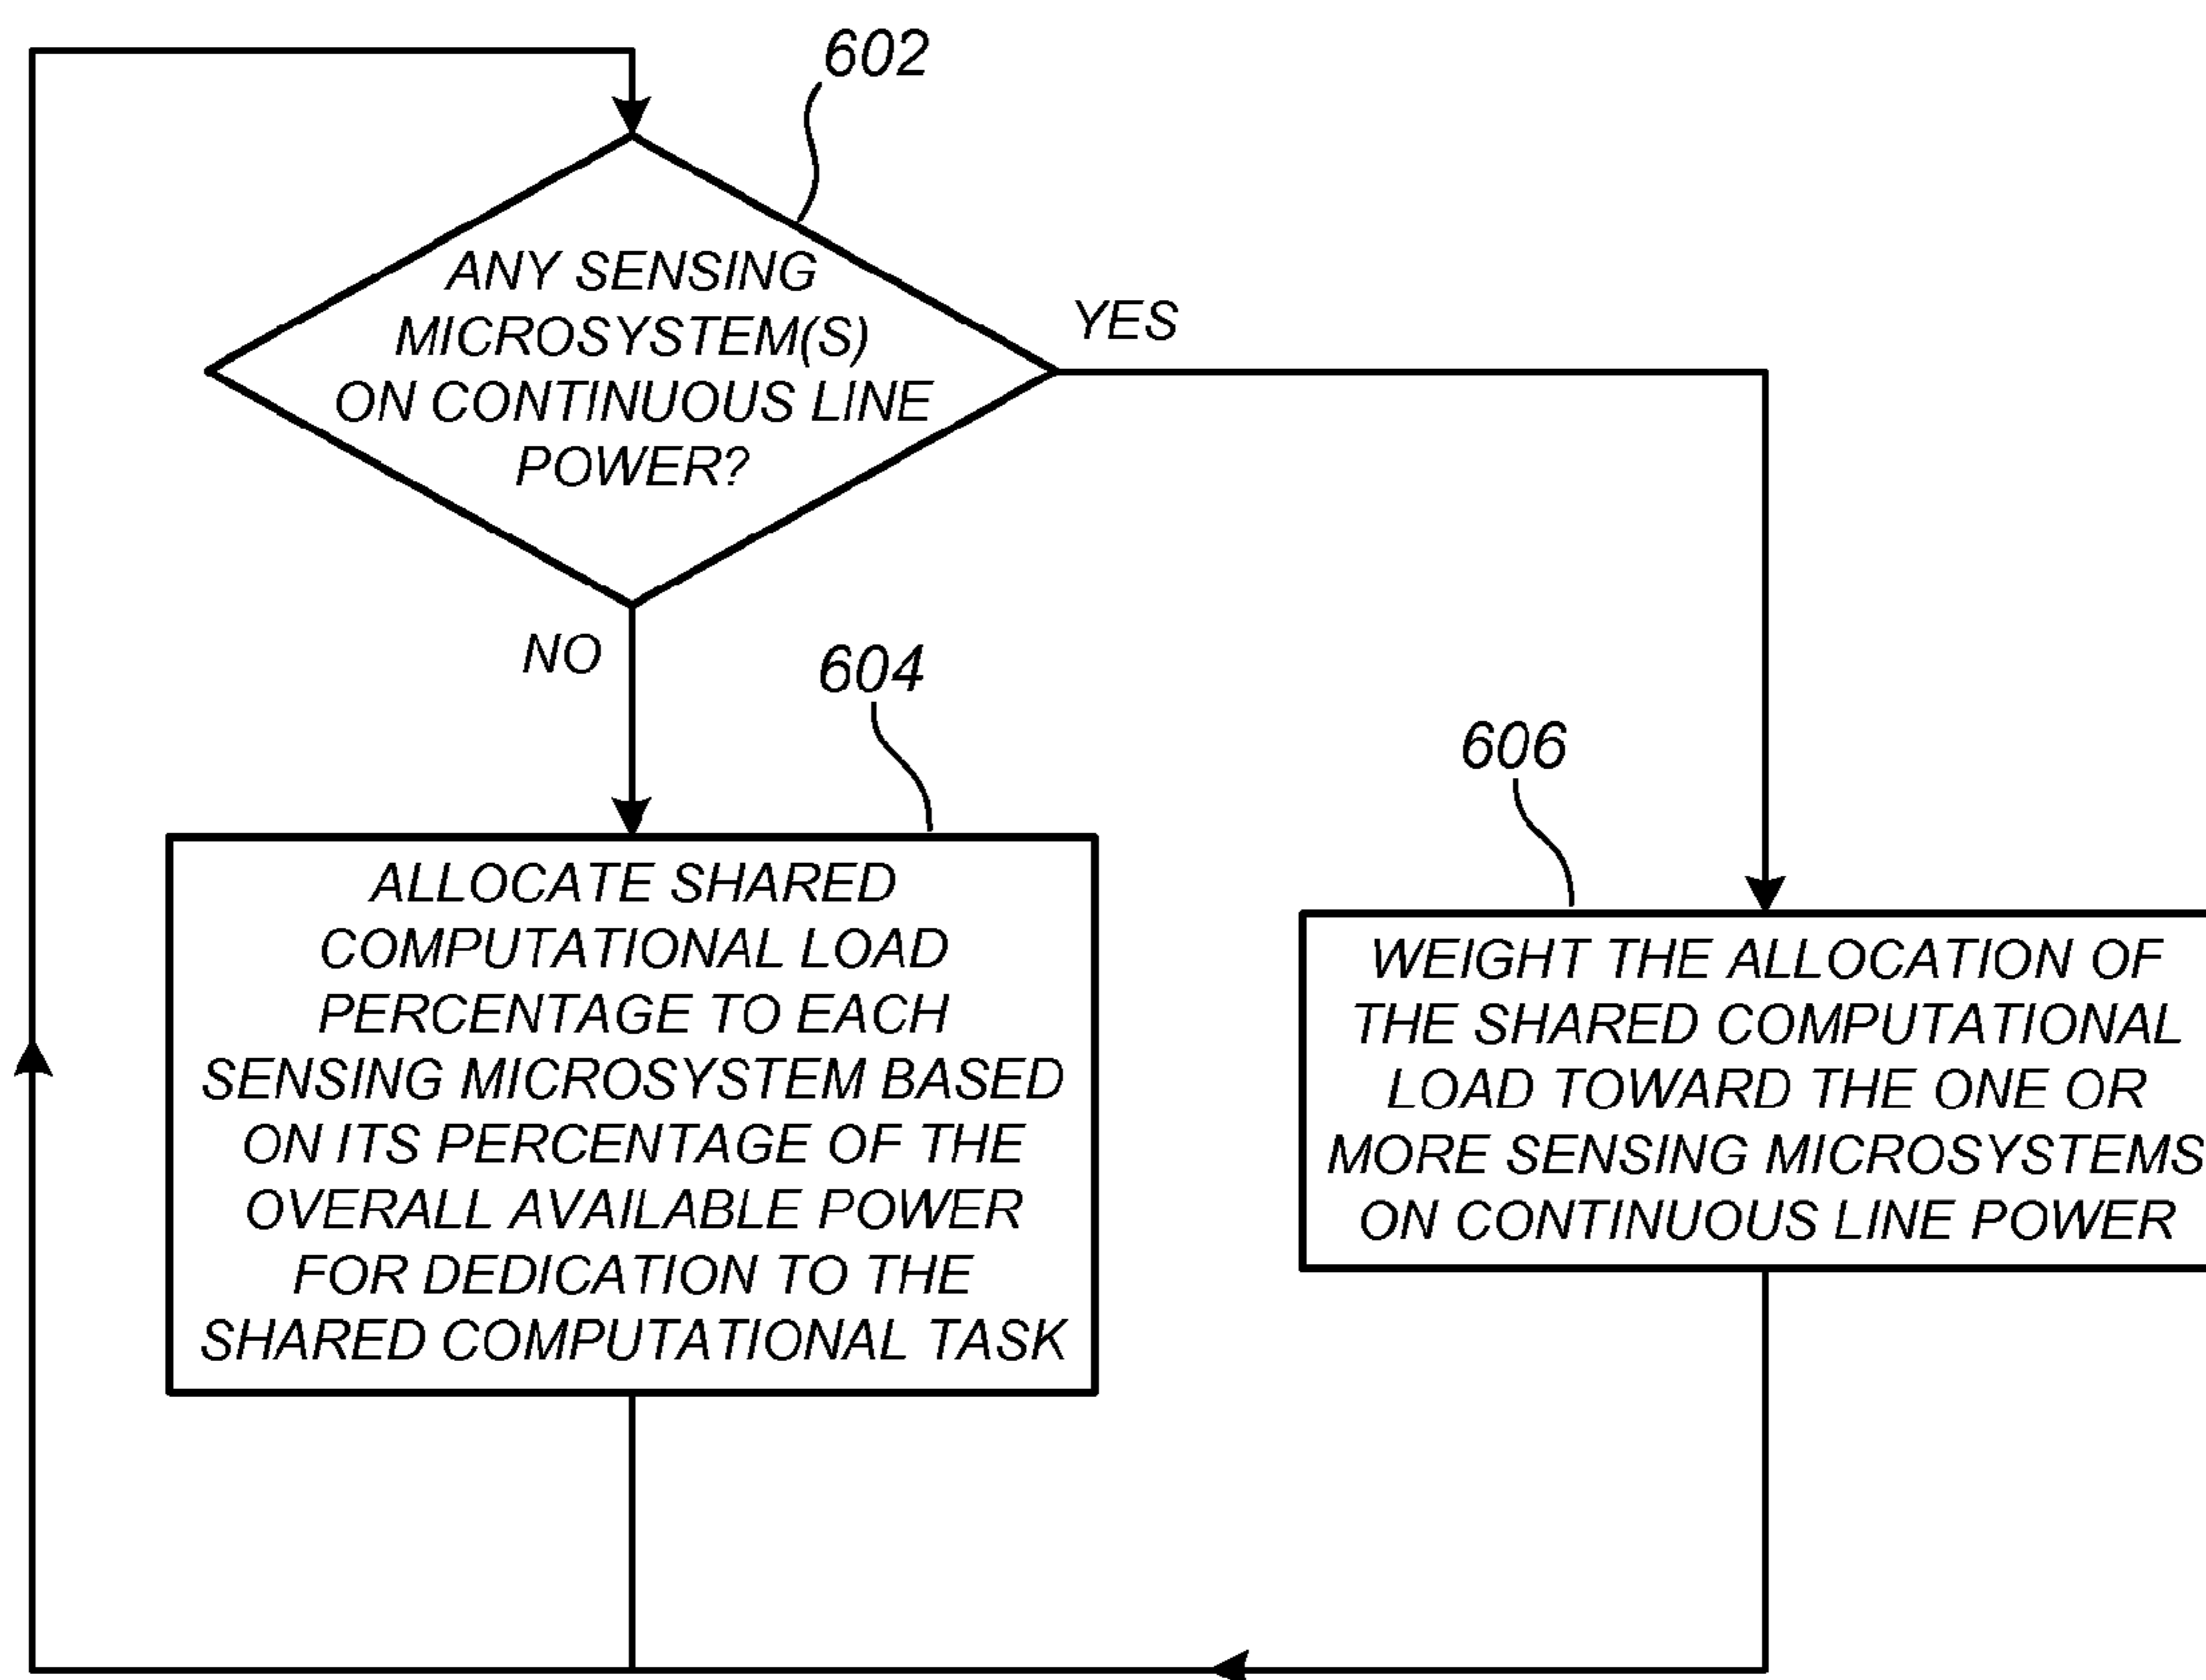 602
ANY SENSING
MICROSYSTEM(S)
ON CONTINUOUS LINE
POWER?
YES
NO
604
ALLOCATE SHARED
COMPUTATIONAL LOAD
PERCENTAGE TO EACH
SENSING MICROSYSTEM BASED
ON ITS PERCENTAGE OF THE
OVERALL AVAILABLE POWER
FOR DEDICATION TO THE
SHARED COMPUTATIONAL TASK
606
WEIGHT THE ALLOCATION OF
THE SHARED COMPUTATIONAL
LOAD TOWARD THE ONE OR
MORE SENSING MICROSYSTEMS
ON CONTINUOUS LINE POWER